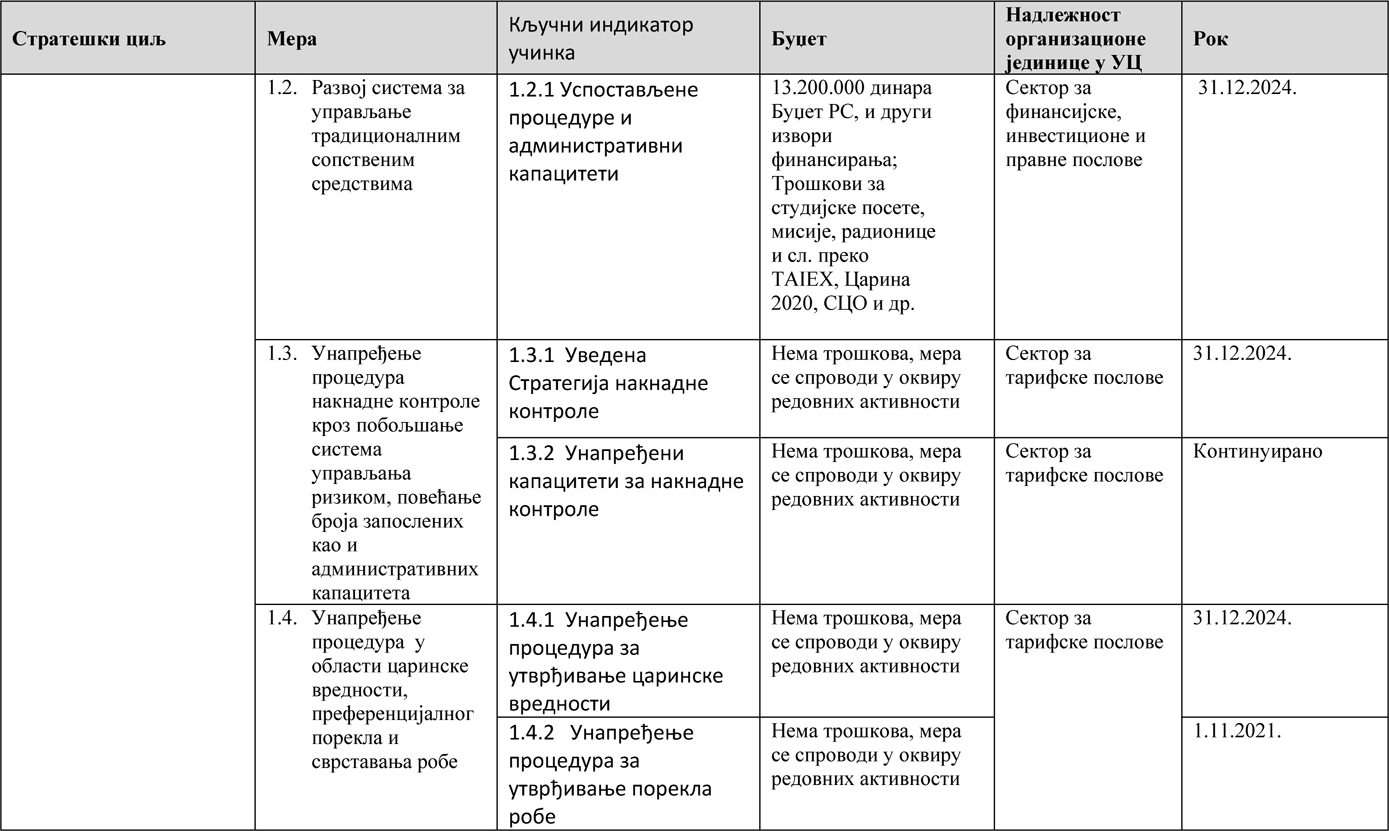 Стратешки циљ
Мера
Кључни индикатор
учинка
Буџет
Надлежност
организационе
јединице у УЦ
Рок
1.2. Развој система за
управљање
традиционалним
сопственим
средствима
1.2.1 Успостављене
процедуре и
административни
капацитети
13.200.000 динара
Буџет РС, и други
извори
финансирања;
Трошкови за
студијске посете,
мисије, радионице
и сл. преко
TAIEX, Царина
2020, СЦО и др.
Сектор за
финансијске,
инвестиционе и
правне послове
31.12.2024.
1.3. Унапређење
процедура
накнадне контроле
кроз побољшање
система
управљања
ризиком, повећање
броја запослених
као и
административних
капацитета
1.3.1 Уведена
Стратегија накнадне
контроле
Нема трошкова, мера
се спроводи у оквиру
редовних активности
Сектор за
тарифске послове
31.12.2024.
1.3.2 Унапређени
капацитети за накнадне
контроле
Нема трошкова, мера
се спроводи у оквиру
редовних активности
Сектор за
тарифске послове
Континуирано
1.4. Унапређење
процедура у
области царинске
вредности,
преференцијалног
порекла и
сврставања робе
1.4.1 Унапређење
процедура за
утврђивање царинске
вредности
Нема трошкова, мера
се спроводи у оквиру
редовних активности
Сектор за
тарифске послове
31.12.2024.
1.4.2 Унапређење
процедура за
утврђивање порекла
робе
Нема трошкова, мера
се спроводи у оквиру
редовних активности
1.11.2021.